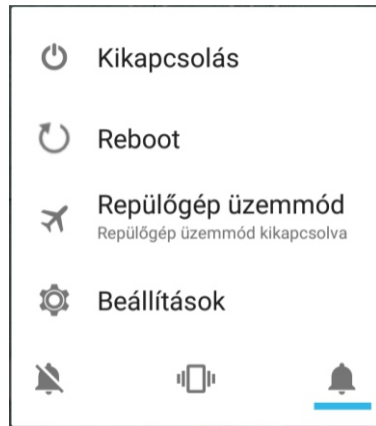 Kikapcsolás
Reboot
Repülőgép üzemmód
Repülőgép üzemmód kikapcsolva
Beállítások